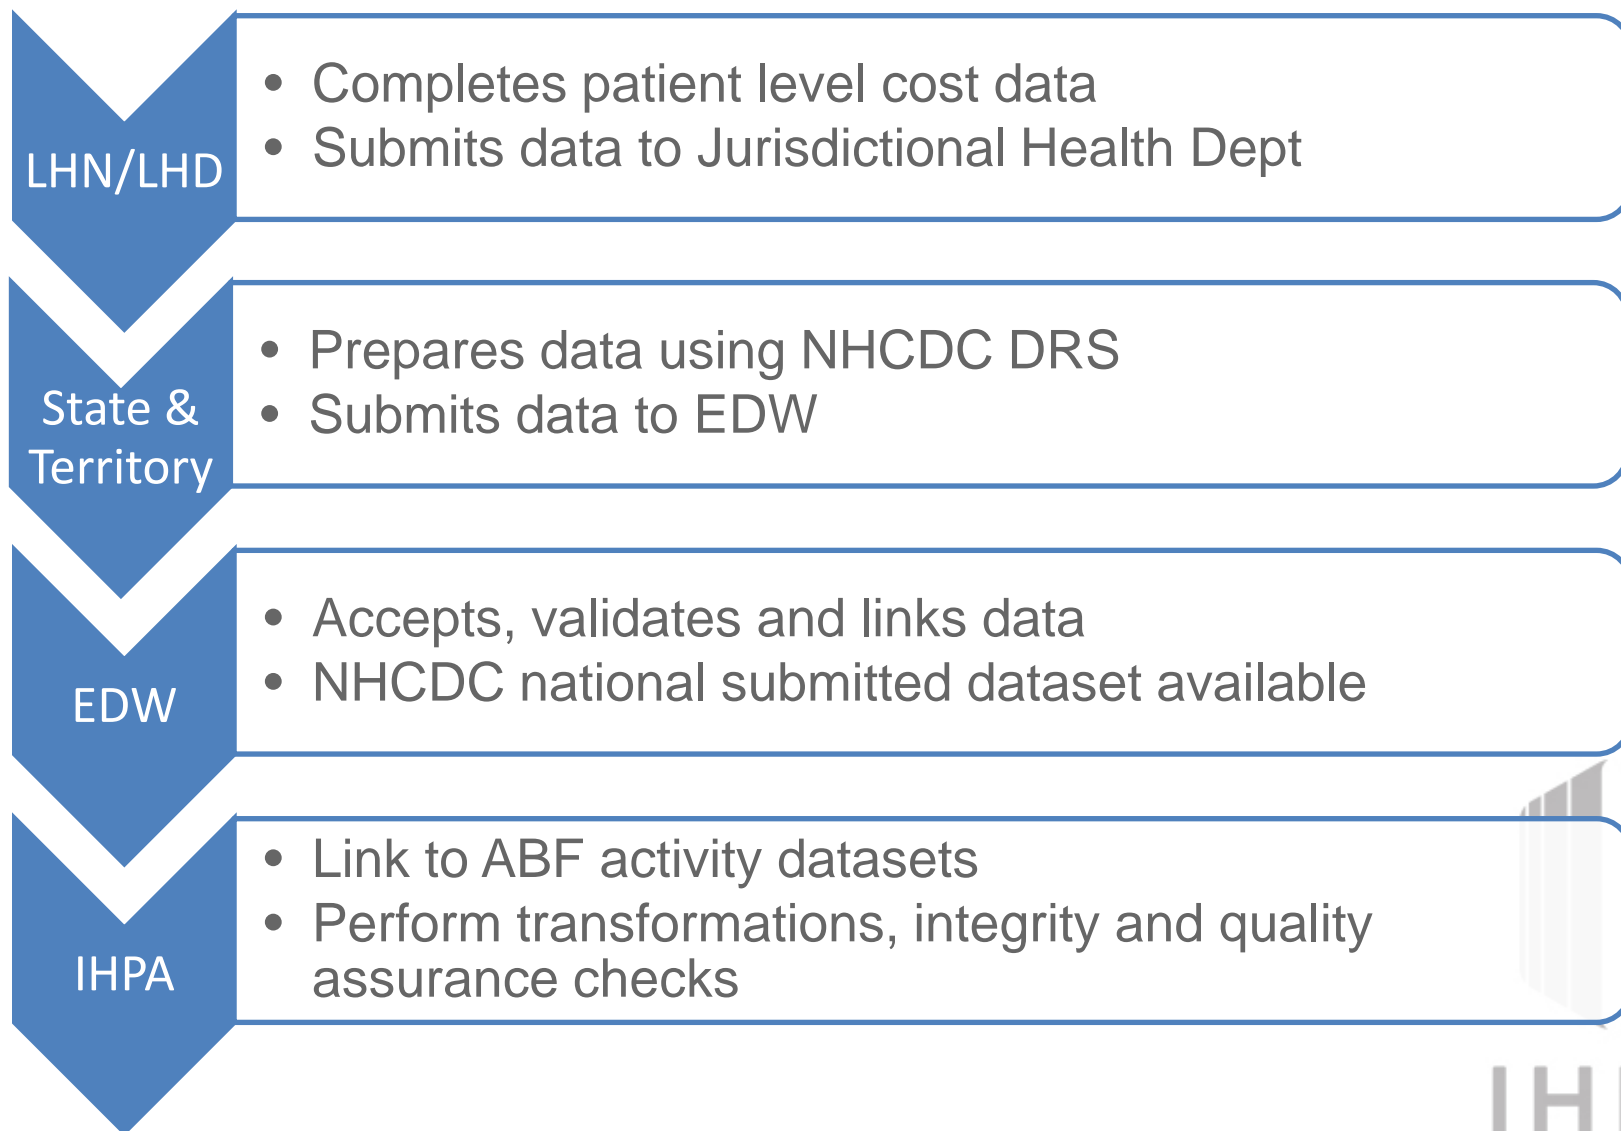 LHN/LHD
• Completes patient level cost data
• Submits data to Jurisdictional Health Dept
State &
Territory
• Prepares data using NHCDC DRS
• Submits data to EDW
EDW
• Accepts, validates and links data
• NHCDC national submitted dataset available
IHPA
• Link to ABF activity datasets
• Perform transformations, integrity and quality
assurance checks
IH